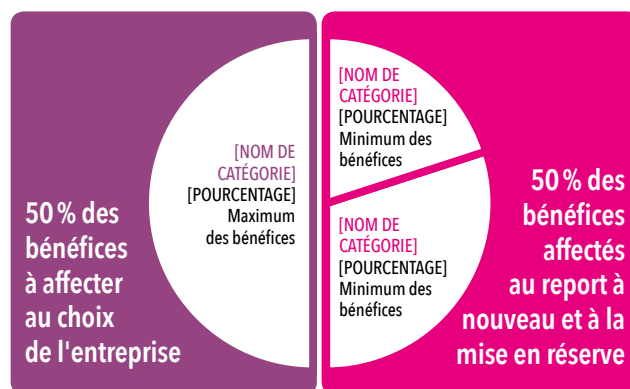 50 % des
bénéfices
à affecter
au choix
de l'entreprise
[NOM DE
CATÉGORIE]
[POURCENTAGE]
Maximum
des bénéfices
[NOM DE
CATÉGORIE]
[POURCENTAGE]
Minimum des
bénéfices
[NOM DE
CATÉGORIE]
[POURCENTAGE]
Minimum des
bénéfices
50 % des
bénéfices
affectés
au report à
nouveau et à la
mise en réserve